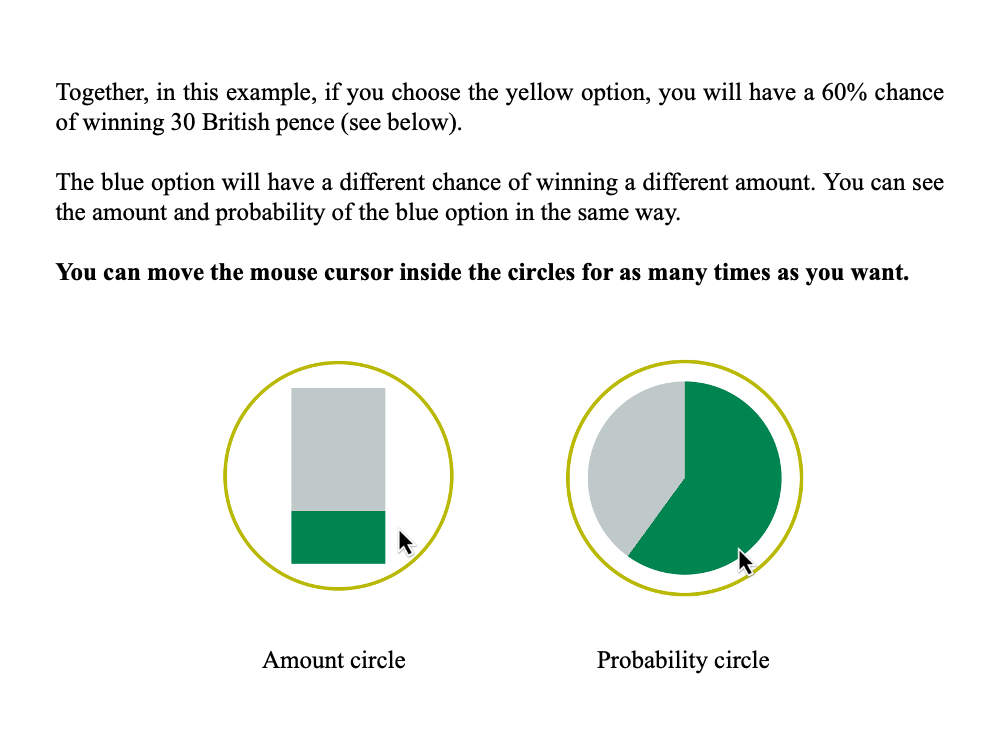 Together, in this example, if you choose the yellow option, you will have a 60% chance
of winning 30 British pence (see below).
The blue option will have a different chance of winning a different amount. You can see
the amount and probability of the blue option in the same way.
You can move the mouse cursor inside the circles for as many times as you want.
Amount circle
Probability circle